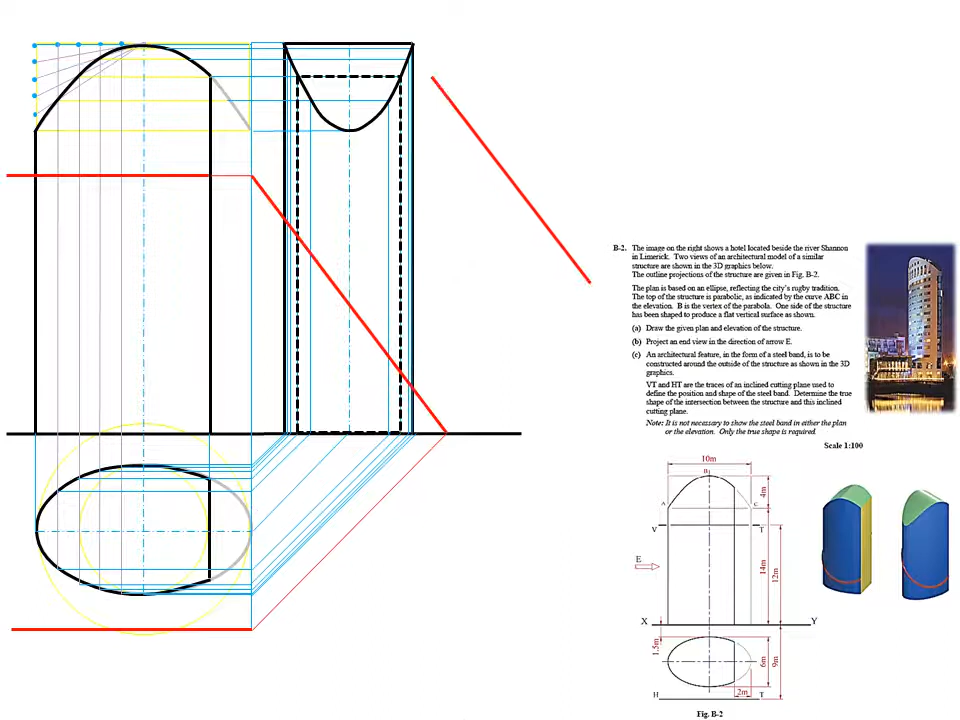 B-2. The image on the right shows a hotel located beside the river Shannon
in Limerick. Two views of an architectural model of a similar
structure are shown in the 3D graphics below.
The outline projections of the structure are given in Fig. B-2.
The plan is based on an ellipse, reflecting the city's rugby tradition.
The top of the structure is parabolic, as indicated by the curve ABC in
the elevation. B is the vertex of the parabola. One side of the structure
has been shaped to produce a flat vertical surface as shown.
(a) Draw the given plan and elevation of the structure.
(b) Project an end view in the direction of arrow E.
(c) An architectural feature, in the form of a steel band, is to be
constructed around the outside of the structure as shown in the 3D
graphics.
VT and HT are the traces of an inclined cutting plane used to
define the position and shape of the steel band. Determine the true
shape of the intersection between the structure and this inclined
cutting plane.
Note: It is not necessary to show the steel band in either the plan
or the elevation. Only the true shape is required.
Scale 1:100
10m
B
A
C
4m
V
T
E
14m
12m
X
Y
1.5m
6m
9m
2m
H
T
Fig. B-2